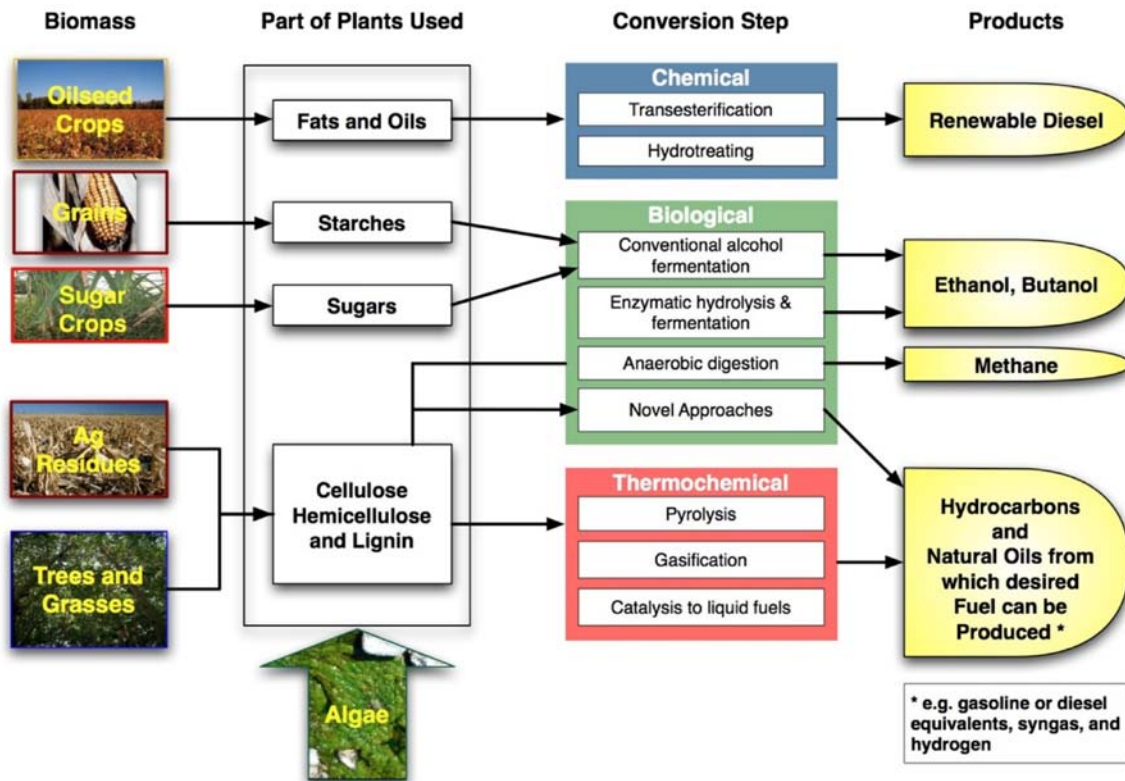 Biomass
Part of Plants Used
Conversion Step
Products
Oilseed
Crops
Fats and Oils
Chemical
Transesterification
Hydrotreating
Renewable Diesel
Grains
Starches
Biological
Conventional alcohol
fermentation
Ethanol, Butanol
Sugar
Crops
Sugars
Enzymatic hydrolysis &
fermentation
Anaerobic digestion
Methane
Novel Approaches
Ag
Residues
Cellulose
Hemicellulose
and Lignin
Thermochemical
Pyrolysis
Gasification
Catalysis to liquid fuels
Hydrocarbons
and
Natural Oils from
which desired
Fuel can be
Produced *
Trees and
Grasses
Algae
* e.g. gasoline or diesel
equivalents, syngas, and
hydrogen